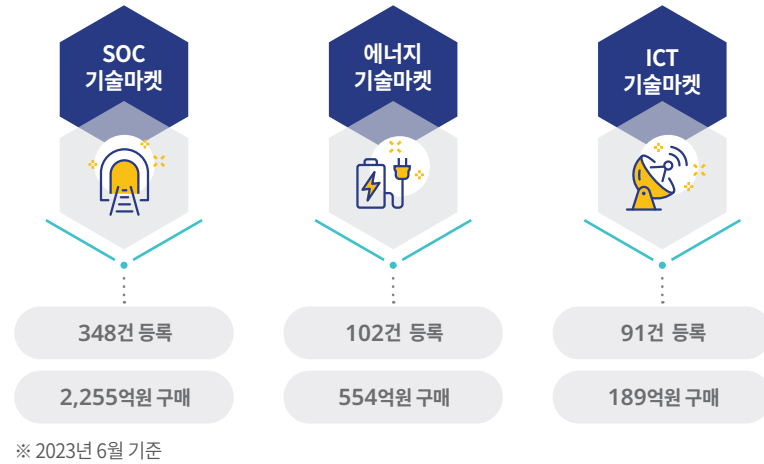 SOC
기술마켓
에너지
기술마켓
ICT
기술마켓
348건 등록
102건 등록
91건 등록
2,255억원 구매
554억원 구매
189억원 구매
※ 2023년 6월 기준